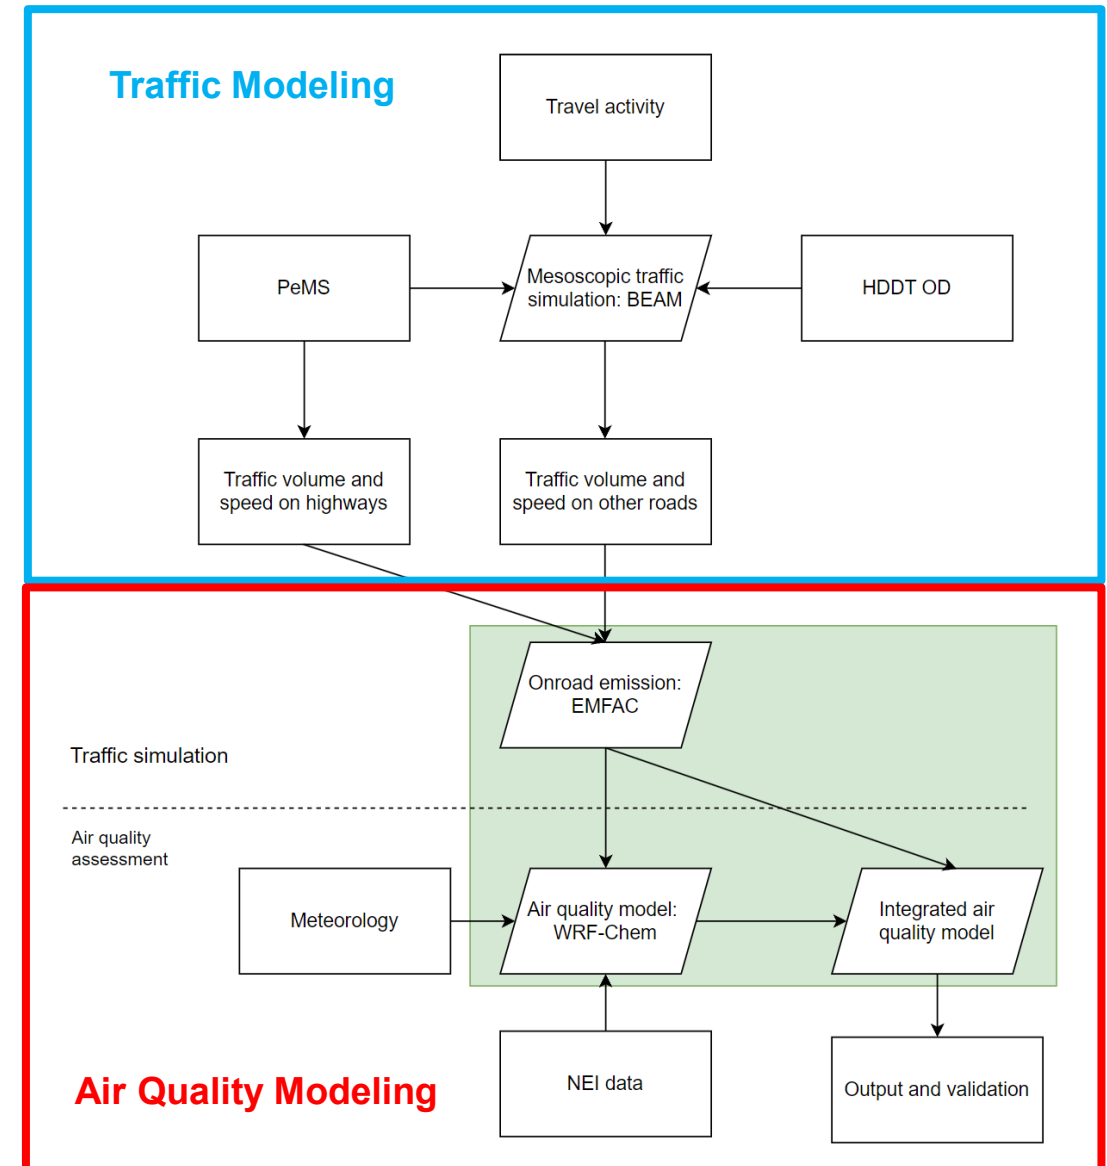 Traffic Modeling
Travel activity
PeMS
Mesoscopic traffic
simulation: BEAM
HDDT OD
Traffic volume and
speed on highways
Traffic volume and
speed on other roads
Onroad emission:
EMFAC
Traffic simulation
Air quality
assessment
Meteorology
Air quality model:
WRF-Chem
Integrated air
quality model
NEI data
Output and validation
Air Quality Modeling